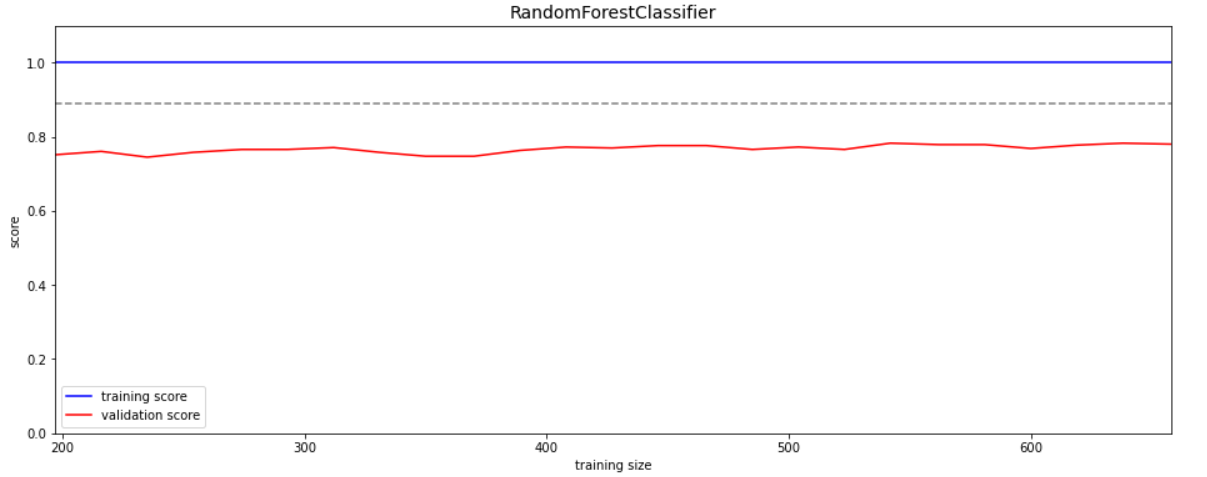 RandomForestClassifier
1.0
0.8
0.6
0.4
0.2
0.0
score
training score
validation score
200 300 400 500 600
training size